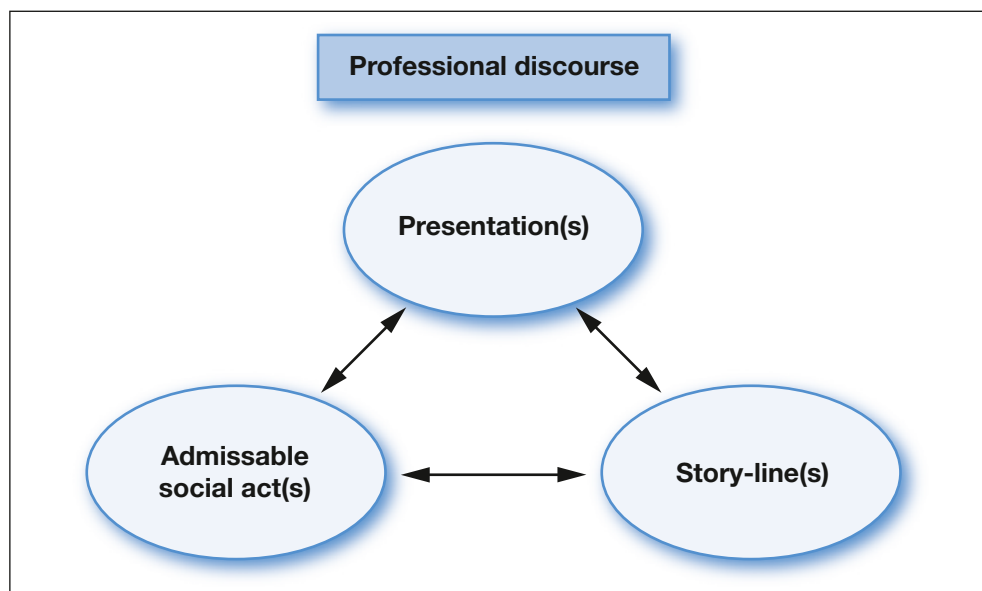 Professional discourse
Presentation(s)
Admissable
social act(s)
Story-line(s)